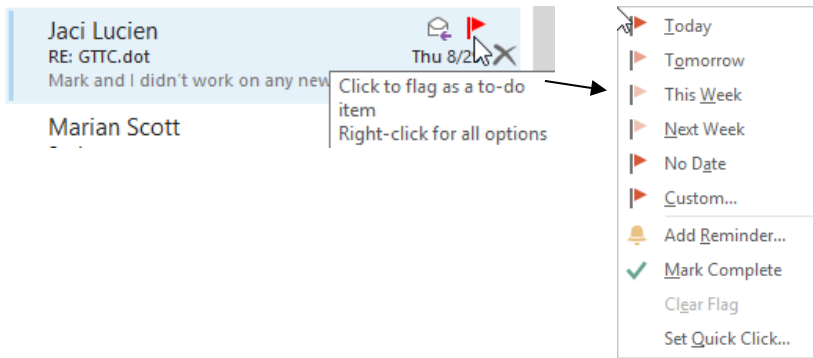 Jaci Lucien
RE: GTTC.dot Thu 8/2
Mark and I didn't work on any new
Click to flag as a to-do
item
Right-click for all options
Marian Scott
Today
Tomorrow
This Week
Next Week
No Date
Custom...
Add Reminder...
Mark Complete
Clear Flag
Set Quick Click...